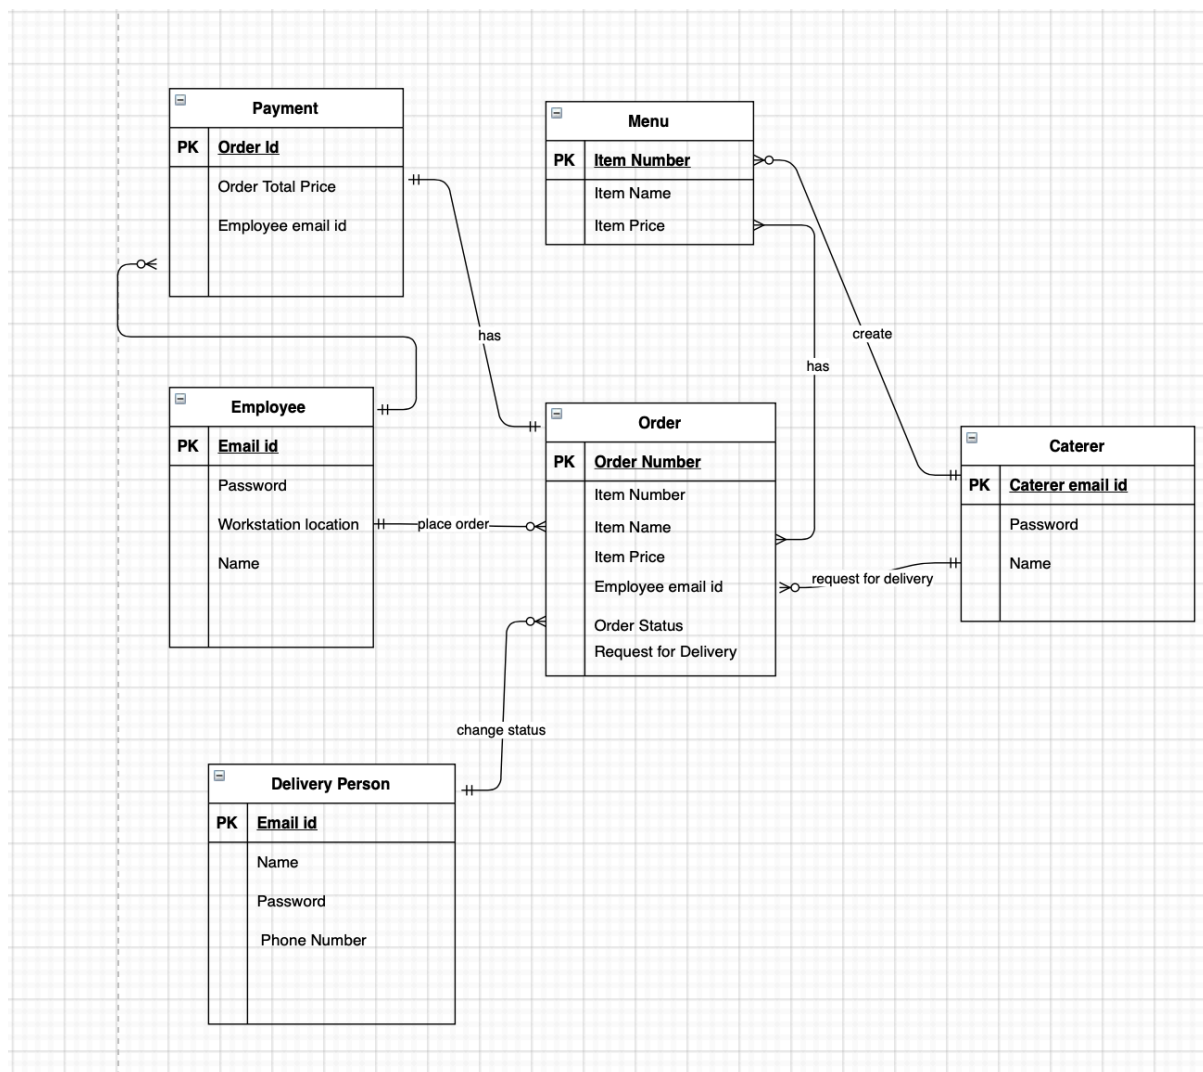 Payment
PK Order Id
Order Total Price
Employee email id
Menu
PK Item Number
Item Name
Item Price
has
create
has
Employee
PK Email id
Password
Workstation location
Name
place order
Order
PK Order Number
Item Number
Item Name
Item Price
Employee email id
Order Status
Request for Delivery
Caterer
PK Caterer email id
Password
Name
request for delivery
change status
Delivery Person
PK Email id
Name
Password
Phone Number